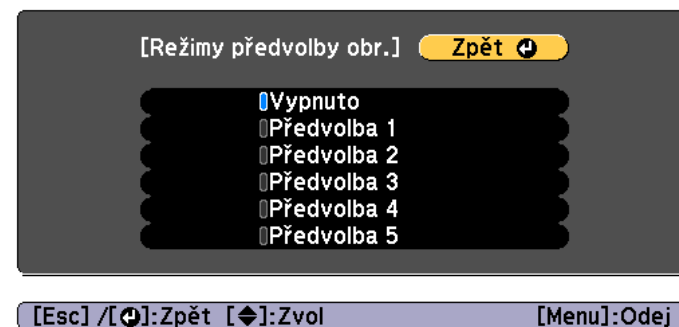 [Režimy předvolby obr.] Zpět
Vypnuto
Předvolba 1
Předvolba 2
Předvolba 3
Předvolba 4
Předvolba 5
[Esc] /[⏎]:Zpět [◆]:Zvol [Menu]:Odej